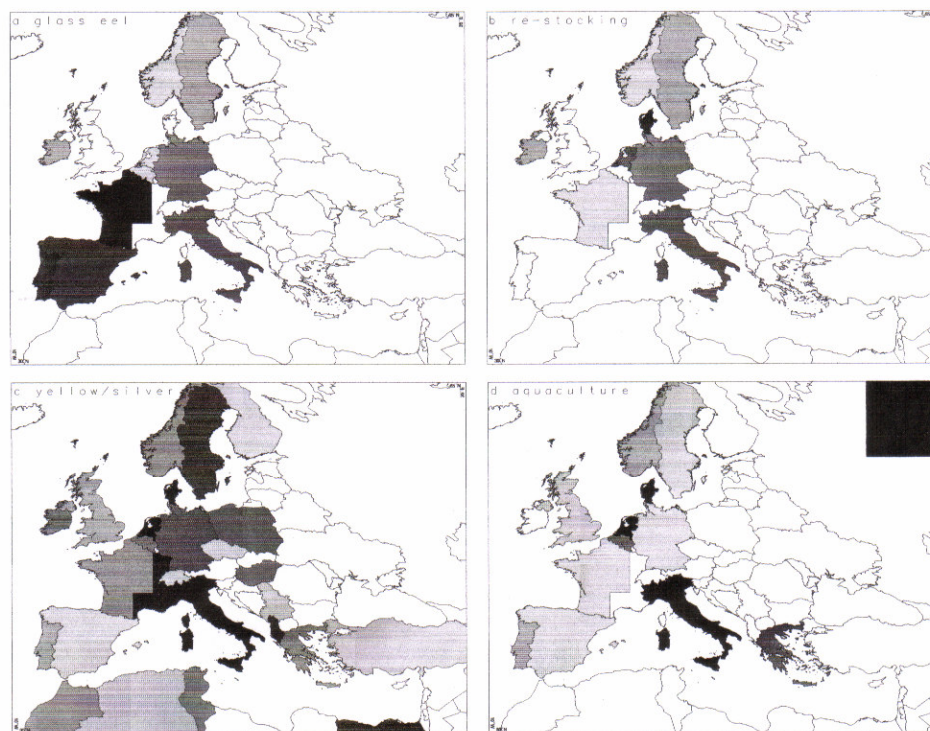 a glass eel
b re-stocking
c yellow/silver
d aquaculture